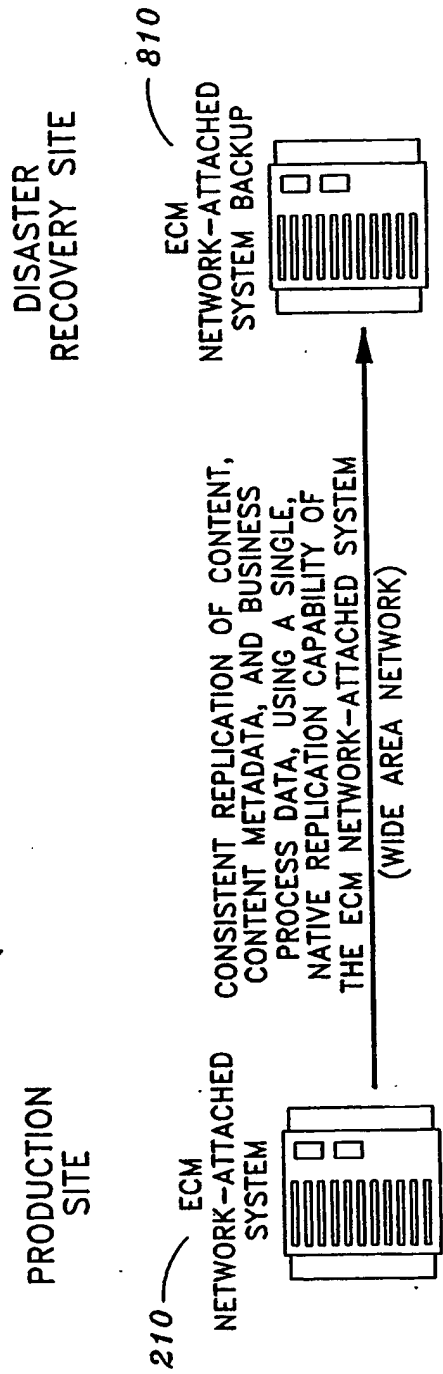 PRODUCTION
SITE
210
ECM
NETWORK-ATTACHED
SYSTEM
CONSISTENT REPLICATION OF CONTENT,
CONTENT METADATA, AND BUSINESS
PROCESS DATA, USING A SINGLE,
NATIVE REPLICATION CAPABILITY OF
THE ECM NETWORK-ATTACHED SYSTEM
(WIDE AREA NETWORK)
DISASTER
RECOVERY SITE
810
ECM
NETWORK-ATTACHED
SYSTEM BACKUP